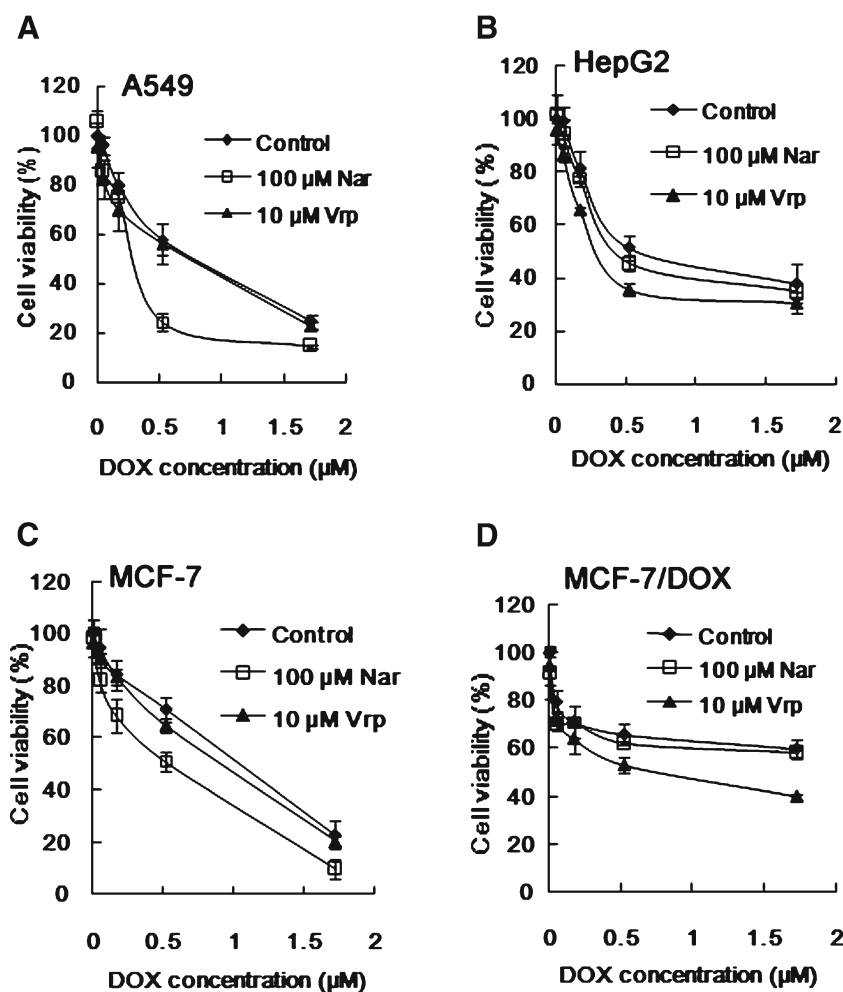 A
A549
120
100
80
60
40
20
0
Cell viability (%)
Control
100 µM Nar
10 µM Vrp
0 0.5 1 1.5 2
DOX concentration (µM)
B
HepG2
120
100
80
60
40
20
0
Cell viability (%)
Control
100 µM Nar
10 µM Vrp
0 0.5 1 1.5 2
DOX concentration (µM)
C
MCF-7
120
100
80
60
40
20
0
Cell viability (%)
Control
100 µM Nar
10 µM Vrp
0 0.5 1 1.5 2
DOX concentration (µM)
D
MCF-7/DOX
120
100
80
60
40
20
0
Cell viability (%)
Control
100 µM Nar
10 µM Vrp
0 0.5 1 1.5 2
DOX concentration (µM)